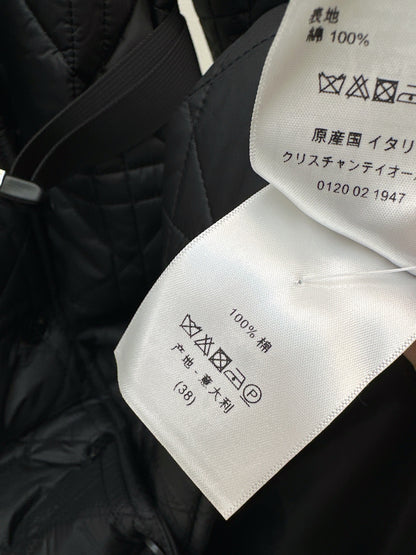 表地
綿 100%
原産国 イタリ
クリスチャンディオー
0120 02 1947
100% 棉
P
产地 - 意大利
(38)